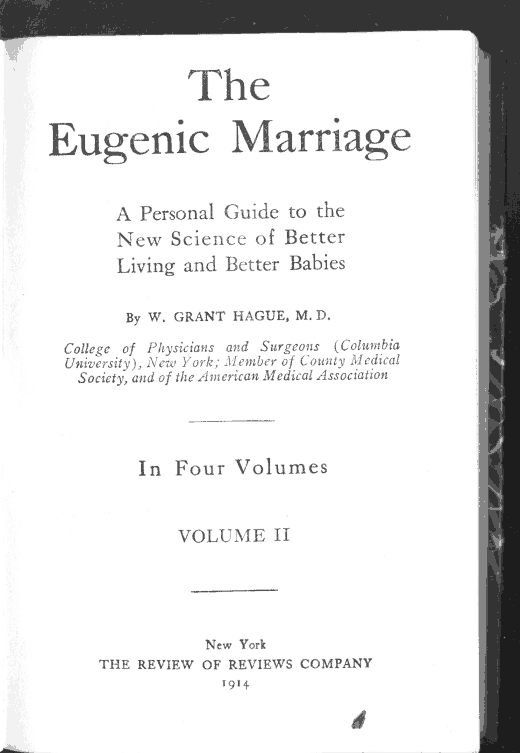 The
Eugenic Marriage
A Personal Guide to the
New Science of Better
Living and Better Babies
By W. GRANT HAGUE, M. D.
College of Physicians and Surgeons (Columbia
University), New York; Member of County Medical
Society, and of the American Medical Association
In Four Volumes
VOLUME II
New York
THE REVIEW OF REVIEWS COMPANY
1914